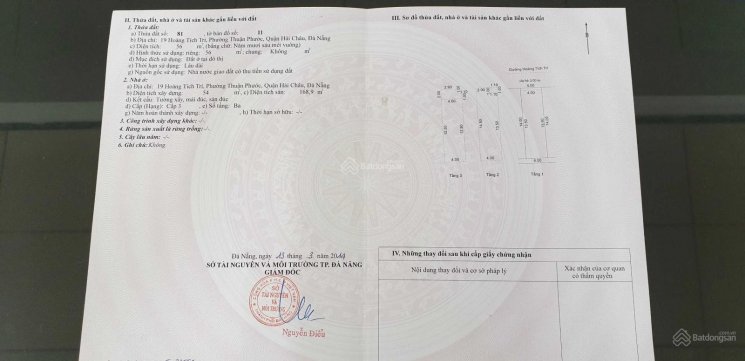 II. Thửa đất, nhà ở và tài sản khác gắn liền với đất
1. Thửa đất:
a) Thửa đất số: 81 , tờ bản đồ số: 11
b) Địa chỉ: 19 Hoàng Tích Trí, Phường Thuận Phước, Quận Hải Châu, Đà Nẵng
c) Diện tích: 56 m², (bằng chữ: Năm mươi sáu mét vuông)
d) Hình thức sử dụng: riêng: 56 m², chung: Không m²
đ) Mục đích sử dụng: Đất ở tại đô thị
e) Thời hạn sử dụng: Lâu dài
g) Nguồn gốc sử dụng: Nhà nước giao đất có thu tiền sử dụng đất
2. Nhà ở:
a) Địa chỉ: 19 Hoàng Tích Trí, Phường Thuận Phước, Quận Hải Châu, Đà Nẵng
b) Diện tích xây dựng: 54 m², c) Diện tích sàn: 168,9 m²
d) Kết cấu: Tường xây, mái đúc, sàn đúc
đ) Cấp (Hạng): Cấp 3 , e) Số tầng: Ba
g) Năm hoàn thành xây dựng: -/- , h) Thời hạn sở hữu: -/-
3. Công trình xây dựng khác: -/-
4. Rừng sản xuất là rừng trồng: -/-
5. Cây lâu năm: -/-
6. Ghi chú: Không.
Đà Nẵng, ngày 13 tháng 3 năm 2014
SỞ TÀI NGUYÊN VÀ MÔI TRƯỜNG TP. ĐÀ NẴNG
GIÁM ĐỐC
SỞ
TÀI NGUYÊN
VÀ
MÔI TRƯỜNG
Nguyễn Điểu
III. Sơ đồ thửa đất, nhà ở và tài sản khác gắn liền với đất
Đường Hoàng Tích Trí
4.00
4.00
4.00
Tầng 3
Tầng 2
Tầng 1
IV. Những thay đổi sau khi cấp giấy chứng nhận
Nội dung thay đổi và cơ sở pháp lý
Xác nhận của cơ quan
có thẩm quyền
Batdongsan
Batdongsan
.com.vn